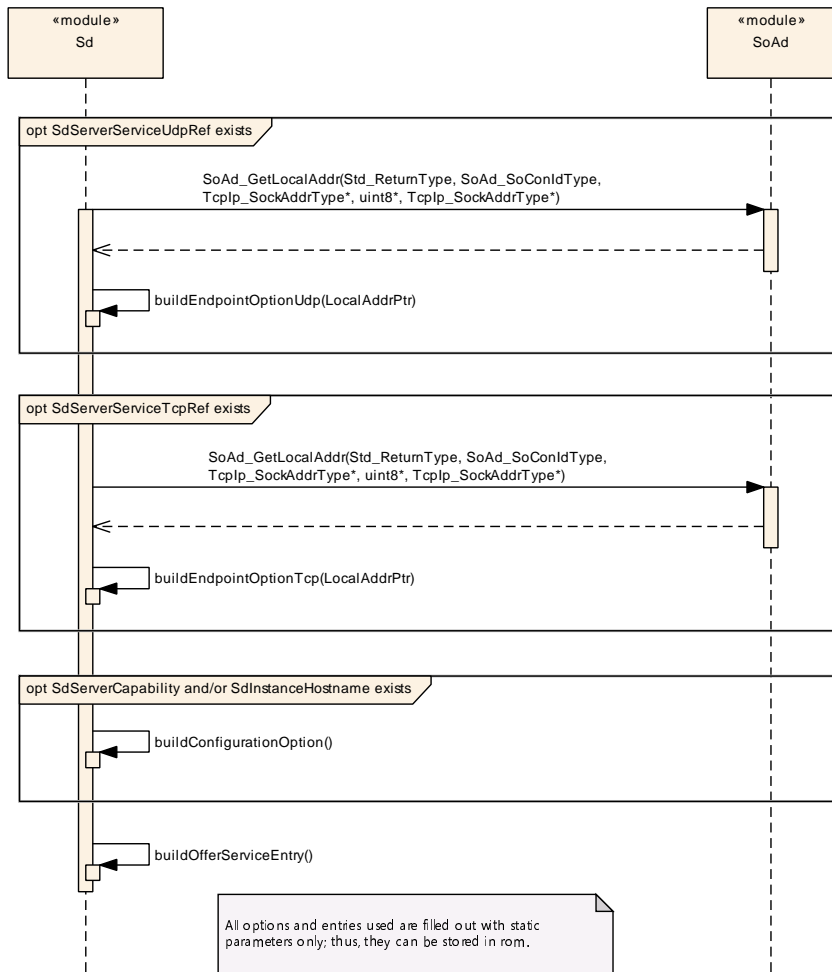 «module»
Sd
«module»
SoAd
opt SdServerServiceUdpRef exists
SoAd_GetLocalAddr(Std_ReturnType, SoAd_SoConIdType,
TcpIp_SockAddrType*, uint8*, TcpIp_SockAddrType*)
buildEndpointOptionUdp(LocalAddrPtr)
opt SdServerServiceTcpRef exists
SoAd_GetLocalAddr(Std_ReturnType, SoAd_SoConIdType,
TcpIp_SockAddrType*, uint8*, TcpIp_SockAddrType*)
buildEndpointOptionTcp(LocalAddrPtr)
opt SdServerCapability and/or SdInstanceHostname exists
buildConfigurationOption()
buildOfferServiceEntry()
All options and entries used are filled out with static
parameters only; thus, they can be stored in rom.